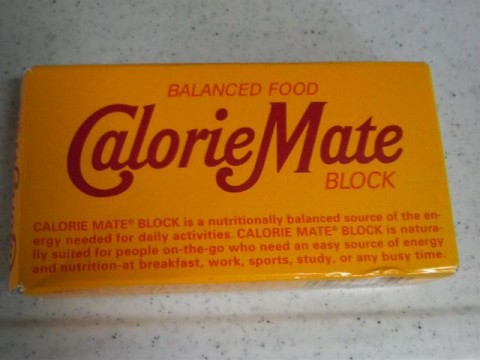 BALANCED FOOD
CalorieMate
BLOCK
CALORIE MATE® BLOCK is a nutritionally balanced source of the en-
ergy needed for daily activities. CALORIE MATE® BLOCK is natura-
lly suited for people on-the-go who need an easy source of energy
and nutrition-at breakfast, work, sports, study, or any busy time.